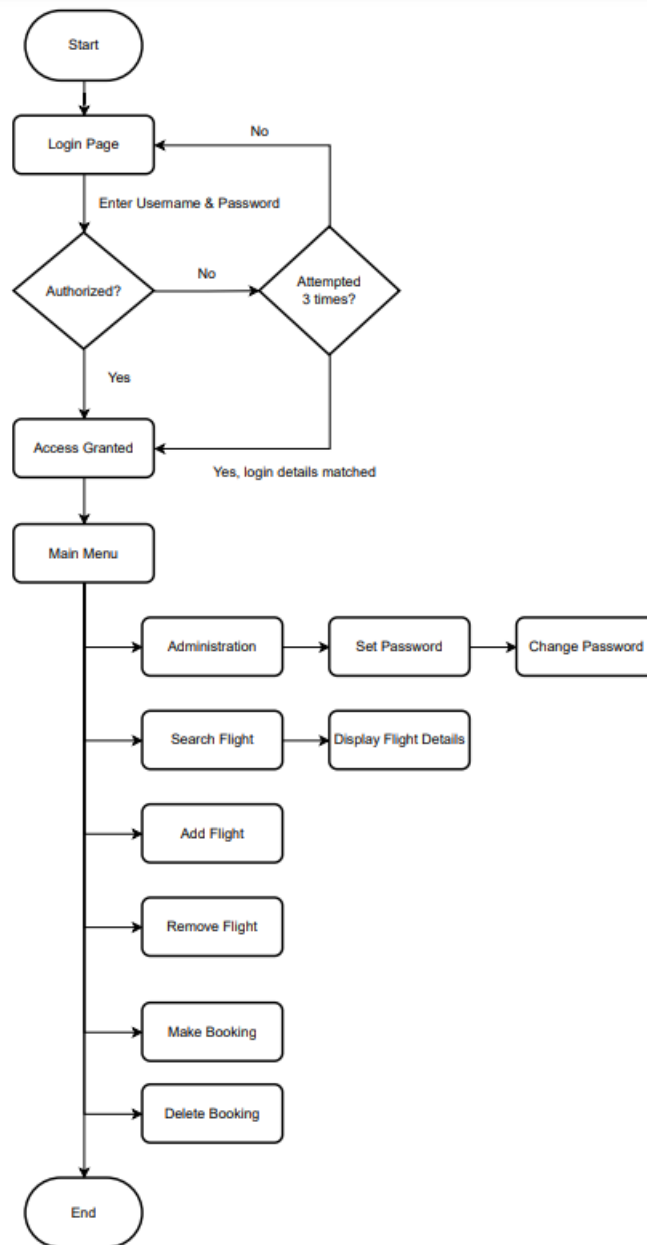 Start
Login Page
No
Enter Username & Password
Authorized?
No
Attempted
3 times?
Yes
Access Granted
Yes, login details matched
Main Menu
Administration
Set Password
Change Password
Search Flight
Display Flight Details
Add Flight
Remove Flight
Make Booking
Delete Booking
End